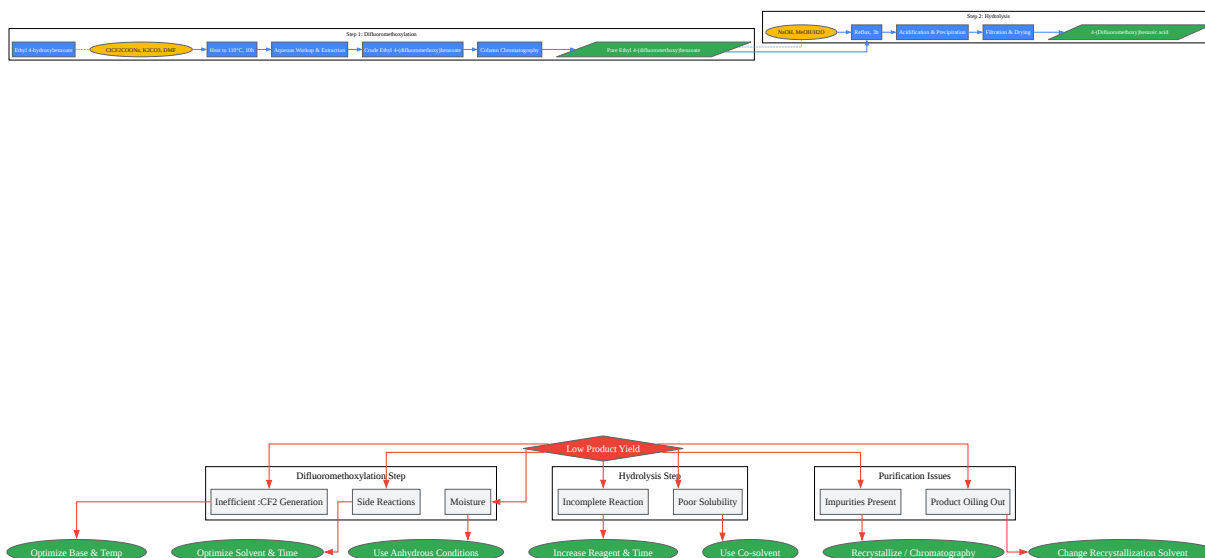 Step 2: Hydrolysis
Step 1: Difluoromethoxylation
NaOH, MeOH/H2O
Reflux, 3h
Acidification & Precipitation
Filtration & Drying
4-(Difluoromethoxy)benzoic acid
Ethyl 4-hydroxybenzoate
ClCF2COONa, K2CO3, DMF
Heat to 110°C, 10h
Aqueous Workup & Extraction
Crude Ethyl 4-(difluoromethoxy)benzoate
Column Chromatography
Pure Ethyl 4-(difluoromethoxy)benzoate
Low Product Yield
Difluoromethoxylation Step
Hydrolysis Step
Purification Issues
Inefficient :CF2 Generation
Side Reactions
Moisture
Incomplete Reaction
Poor Solubility
Impurities Present
Product Oiling Out
Optimize Base & Temp
Optimize Solvent & Time
Use Anhydrous Conditions
Increase Reagent & Time
Use Co-solvent
Recrystallize / Chromatography
Change Recrystallization Solvent